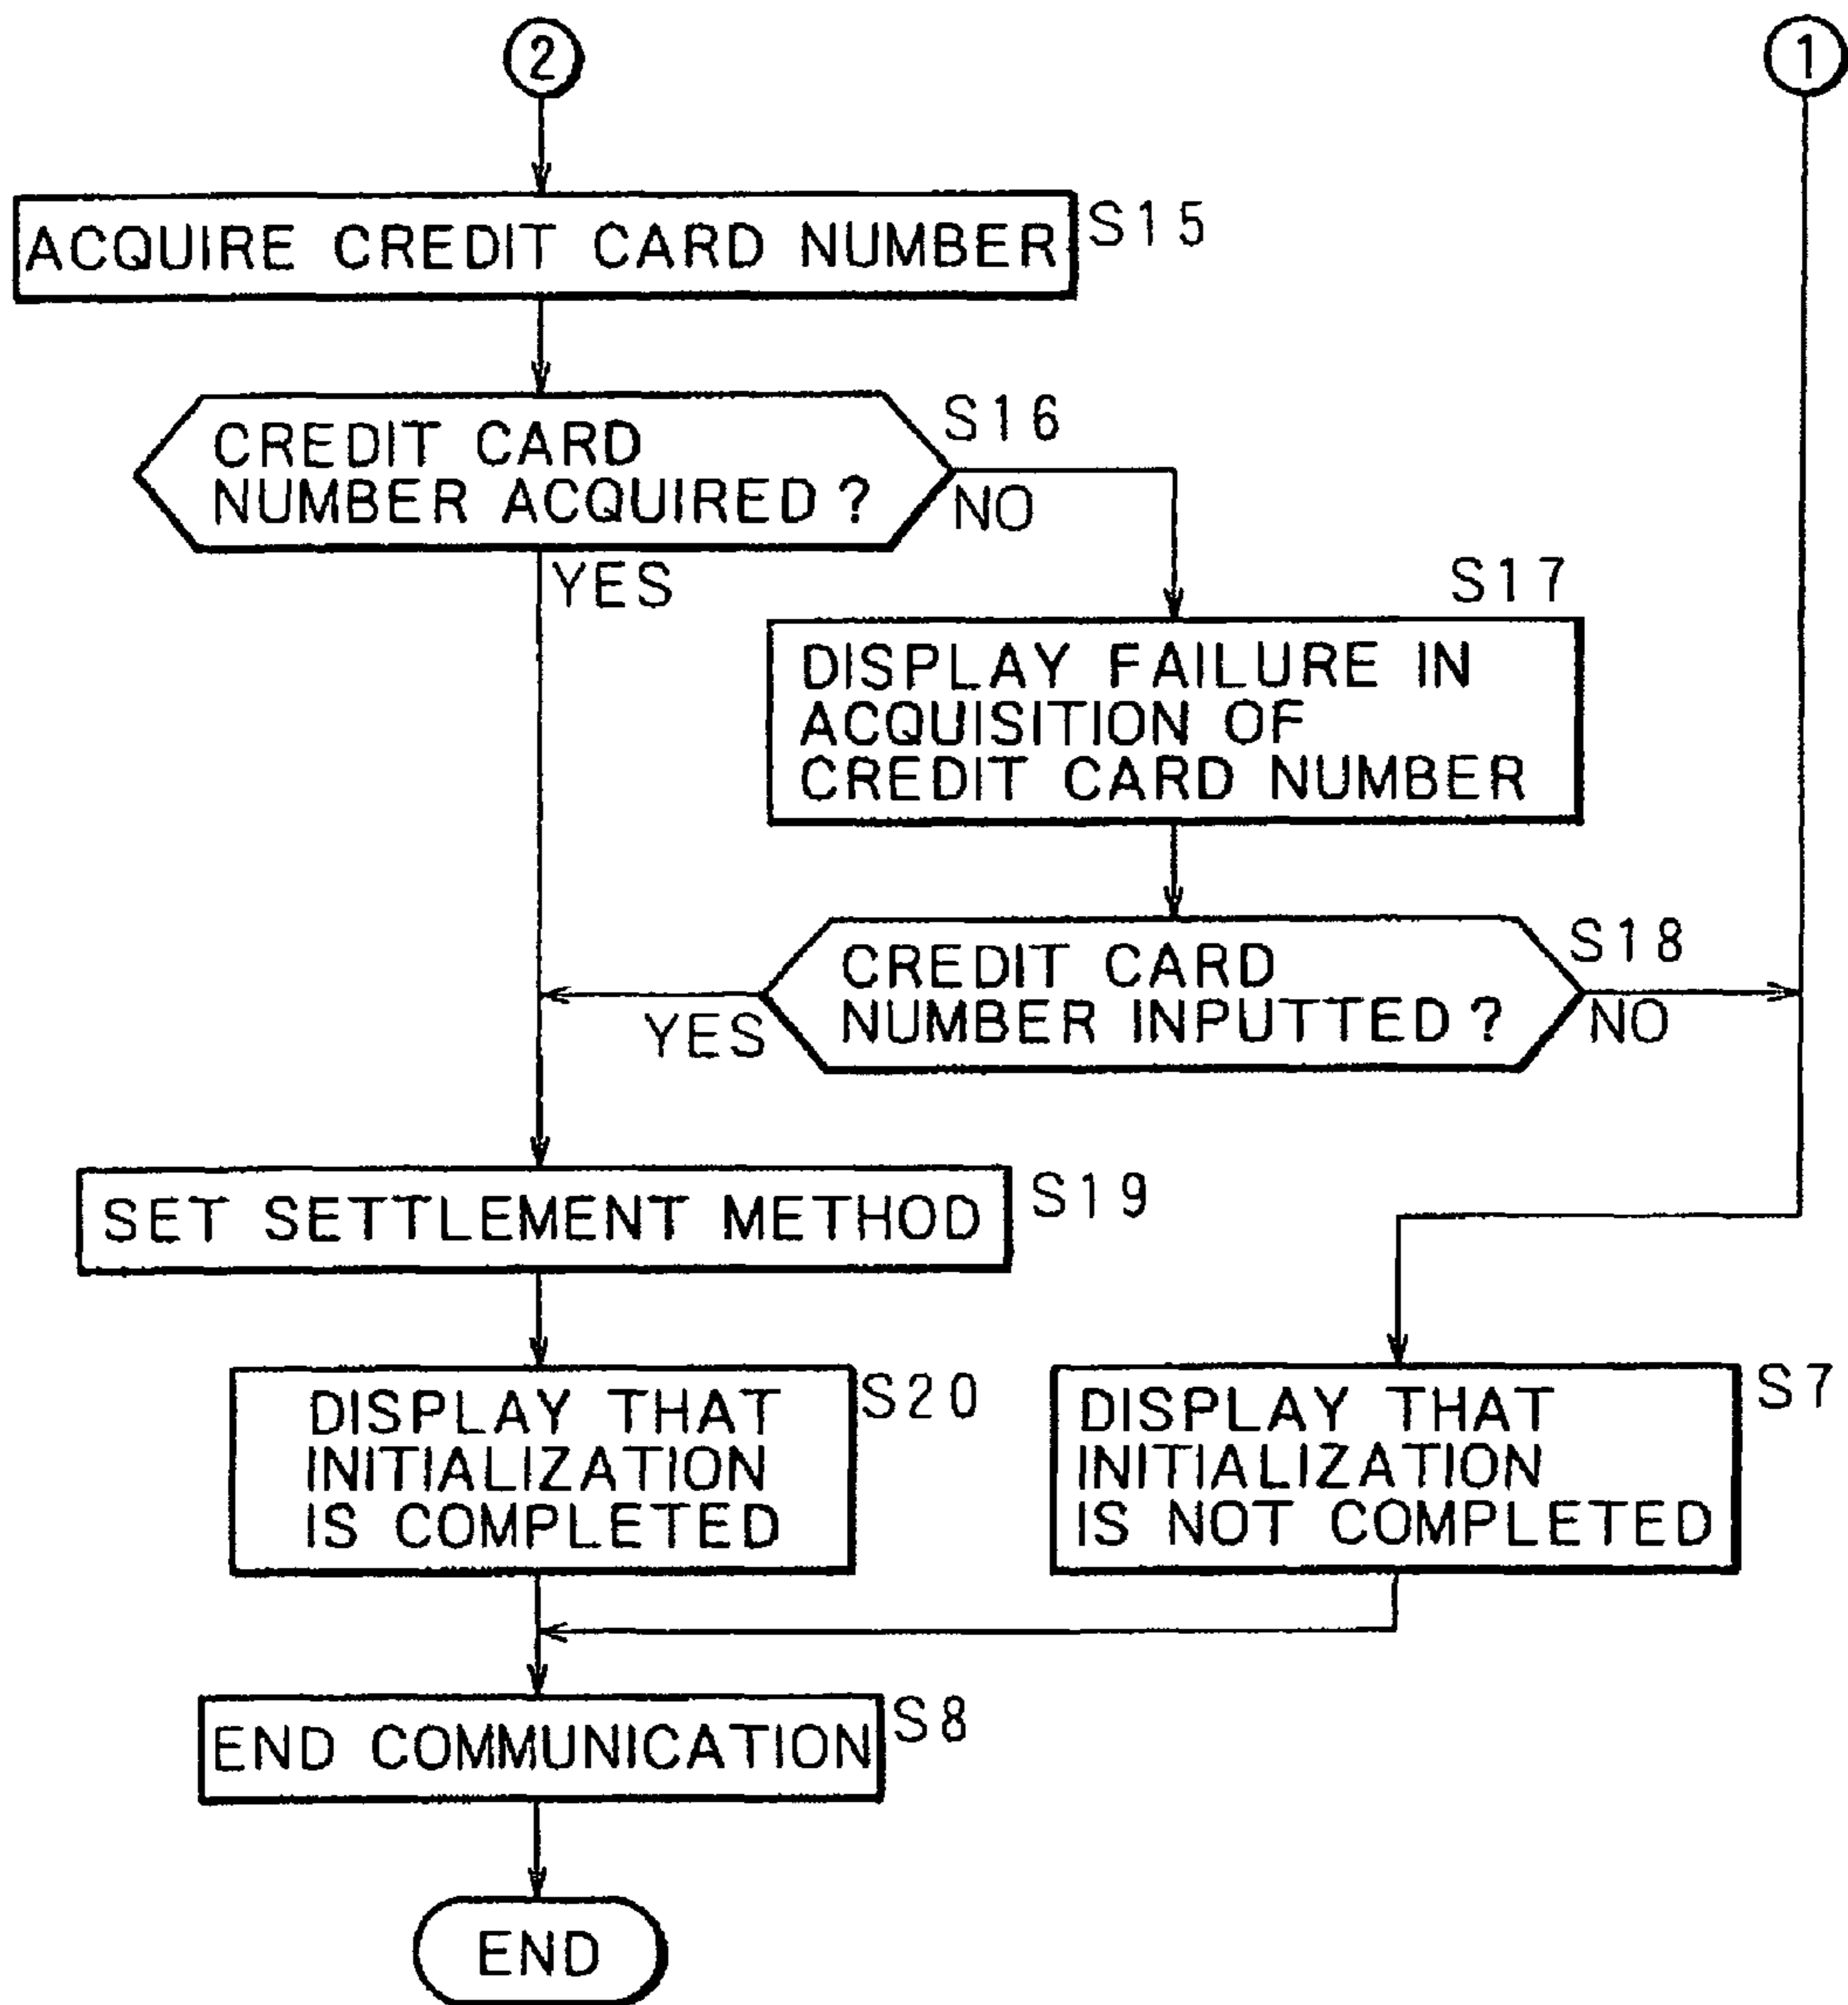 2
1
ACQUIRE CREDIT CARD NUMBER
S15
CREDIT CARD
NUMBER ACQUIRED ?
S16
NO
YES
S17
DISPLAY FAILURE IN
ACQUISITION OF
CREDIT CARD NUMBER
CREDIT CARD
NUMBER INPUTTED ?
S18
YES
NO
SET SETTLEMENT METHOD
S19
DISPLAY THAT
INITIALIZATION
IS COMPLETED
S20
DISPLAY THAT
INITIALIZATION
IS NOT COMPLETED
S7
END COMMUNICATION
S8
END